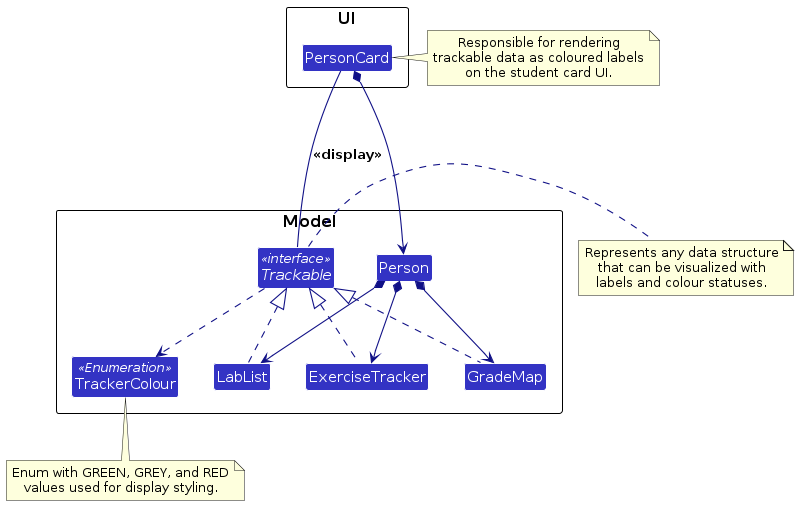 UI
PersonCard
Responsible for rendering
trackable data as coloured labels
on the student card UI.
«display»
Model
«interface»
Trackable
Person
Represents any data structure
that can be visualized with
labels and colour statuses.
«Enumeration»
TrackerColour
LabList
ExerciseTracker
GradeMap
Enum with GREEN, GREY, and RED
values used for display styling.